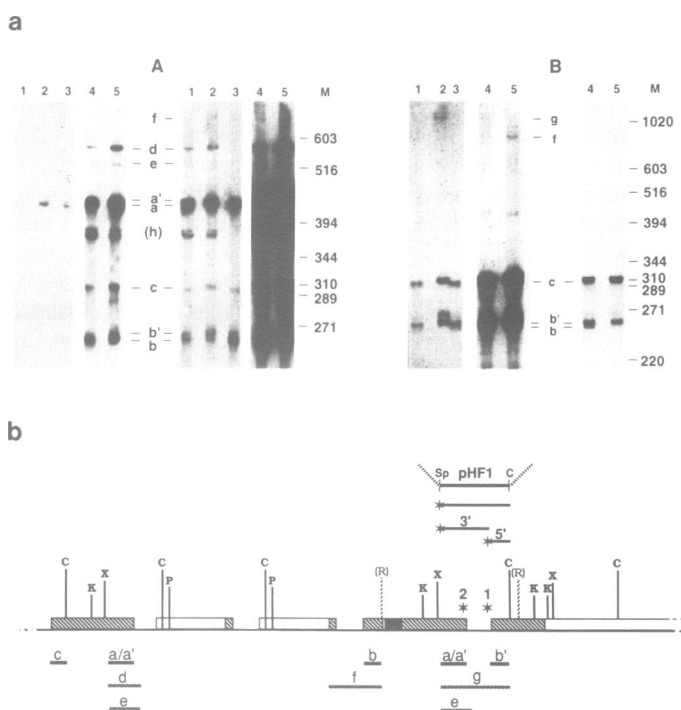 a
A
B
1 2 3 4 5 1 2 3 4 5 M
1 2 3 4 5 4 5 M
f
d
e
a'
a
(h)
c
b'
b
603
516
394
344
310
289
271
g
f
c
b'
b
1020
603
516
394
344
310
289
271
220
b
Sp pHF1 C
3'
5'
C K X C P C P (R) K X 2 1 C (R) K K X C
c a/a' b a/a' b'
d f g
e e